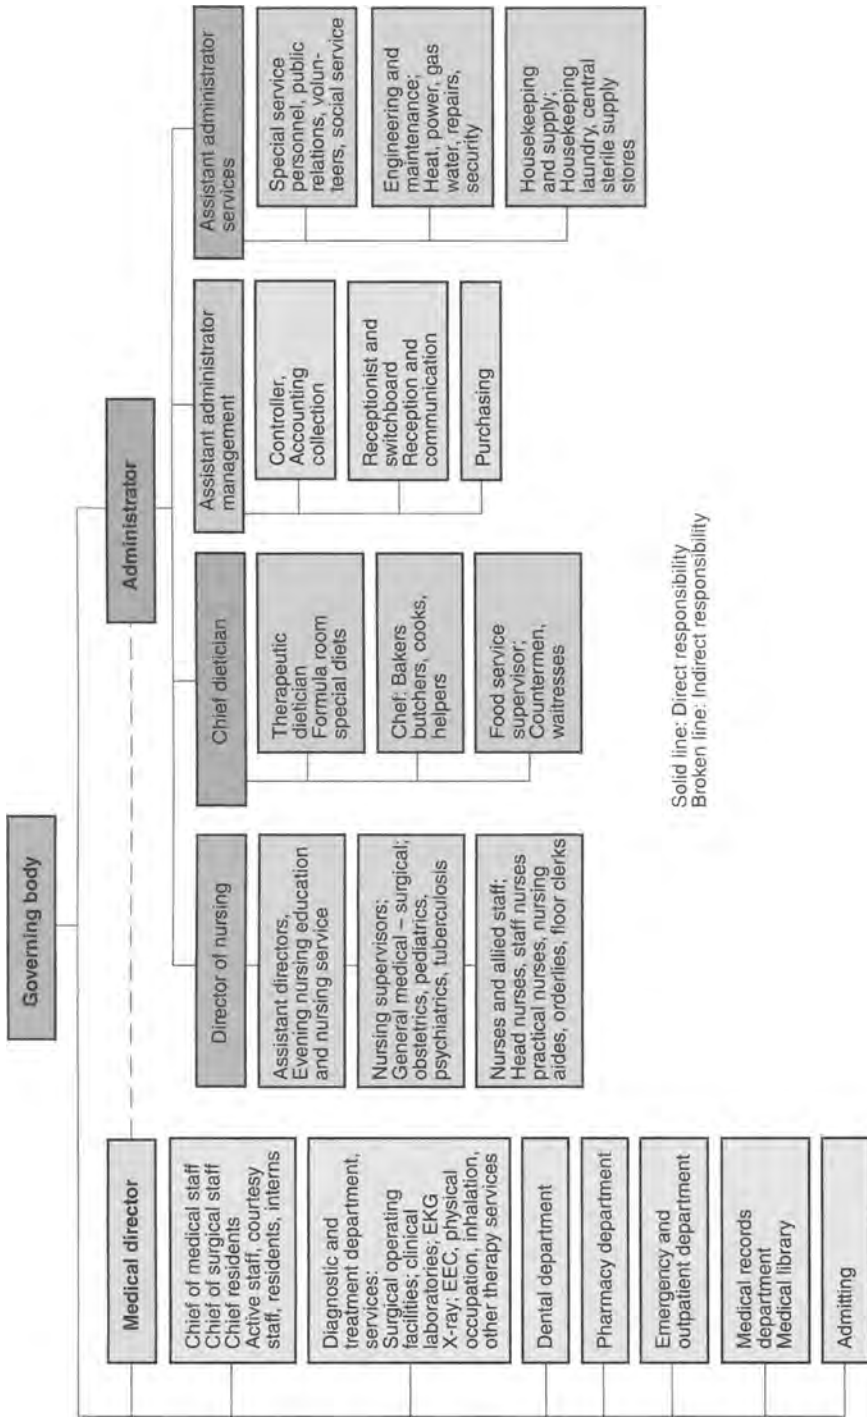 Governing body
Medical director
Administrator
Chief of medical staff
Chief of surgical staff
Chief residents
Active staff, courtesy
staff, residents, interns
Diagnostic and
treatment department,
services:
Surgical operating
facilities; clinical
laboratories; EKG
X-ray; EEC, physical
occupation, inhalation,
other therapy services
Dental department
Pharmacy department
Emergency and
outpatient department
Medical records
department
Medical library
Admitting
Director of nursing
Assistant directors,
Evening nursing education
and nursing service
Nursing supervisors;
General medical – surgical;
obstetrics, pediatrics,
psychiatrics, tuberculosis
Nurses and allied staff;
Head nurses, staff nurses
practical nurses, nursing
aides, orderlies, floor clerks
Chief dietician
Therapeutic
dietician
Formula room
special diets
Chef: Bakers
butchers, cooks,
helpers
Food service
supervisor;
Countermen,
waitresses
Assistant administrator
management
Controller,
Accounting
collection
Receptionist and
switchboard
Reception and
communication
Purchasing
Assistant administrator
services
Special service
personnel, public
relations, volun-
teers, social service
Engineering and
maintenance;
Heat, power, gas
water, repairs,
security
Housekeeping
and supply;
Housekeeping
laundry, central
sterile supply
stores
Solid line: Direct responsibility
Broken line: Indirect responsibility